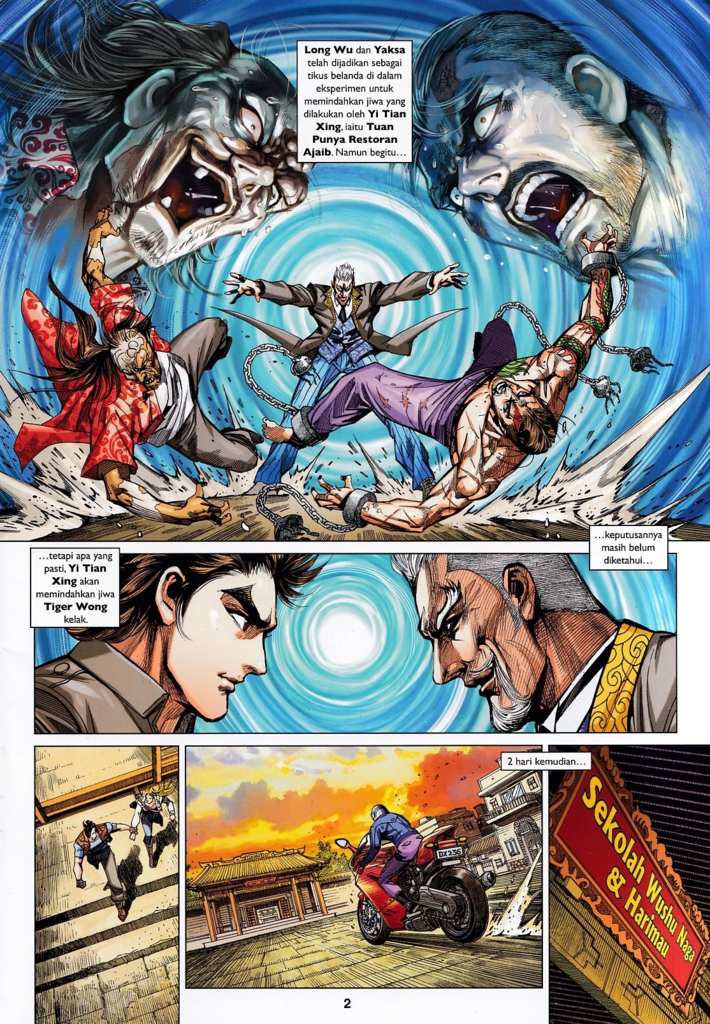 Long Wu dan Yaksa
telah dijadikan sebagai
tikus belanda di dalam
eksperimen untuk
memindahkan jiwa yang
dilakukan oleh Yi Tian
Xing, iaitu Tuan
Punya Restoran
Ajaib. Namun begitu...
...keputusannya
masih belum
diketahui...
...tetapi apa yang
pasti, Yi Tian
Xing akan
memindahkan jiwa
Tiger Wong
kelak.
2 hari kemudian...
DX235
Sekolah Wushu Naga
& Harimau
2